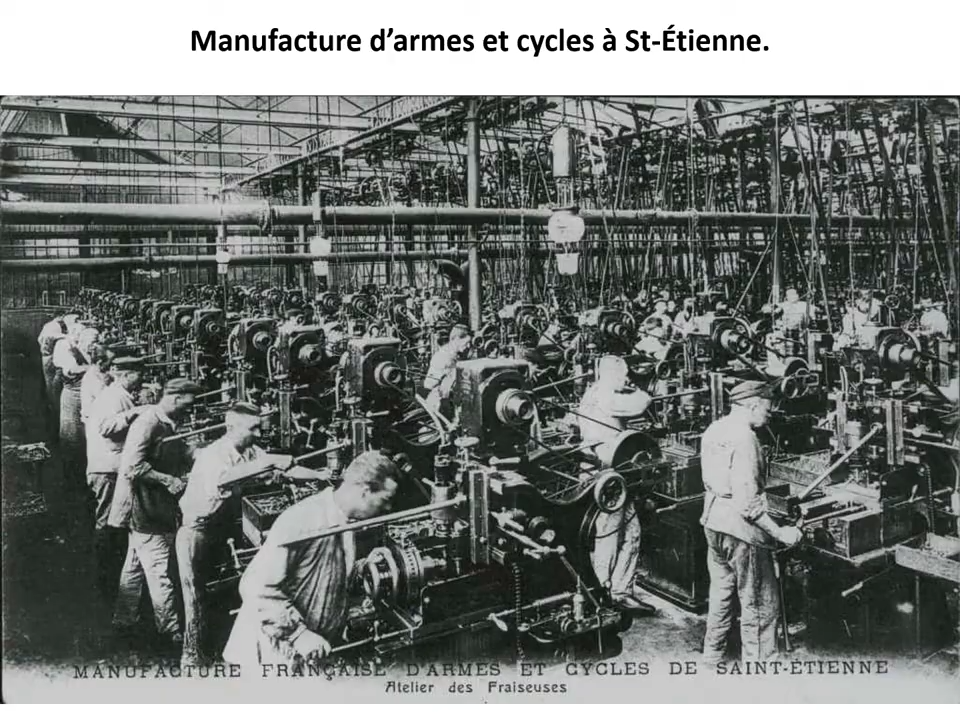 Manufacture d’armes et cycles à St-Étienne.
MANUFACTURE FRANÇAISE D'ARMES ET CYCLES DE SAINT-ÉTIENNE
Atelier des Fraiseuses